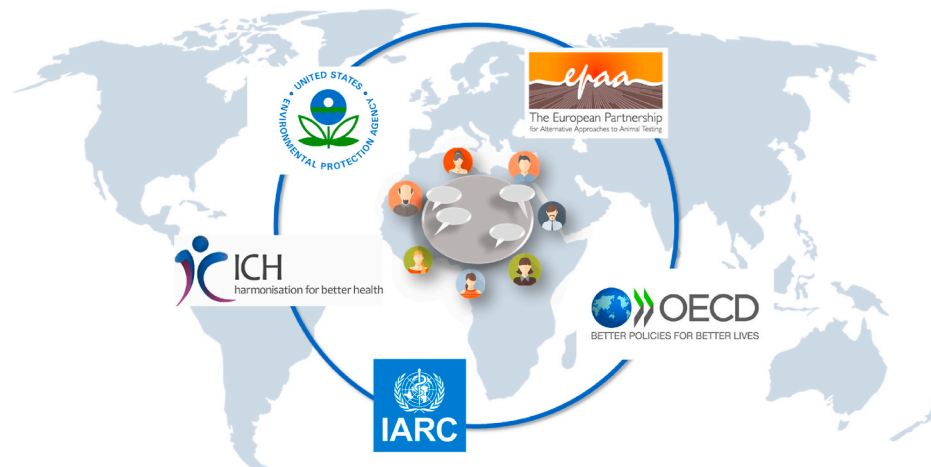 UNITED STATES
ENVIRONMENTAL PROTECTION AGENCY
epaa
The European Partnership
for Alternative Approaches to Animal Testing
ICH
harmonisation for better health
OECD
BETTER POLICIES FOR BETTER LIVES
IARC